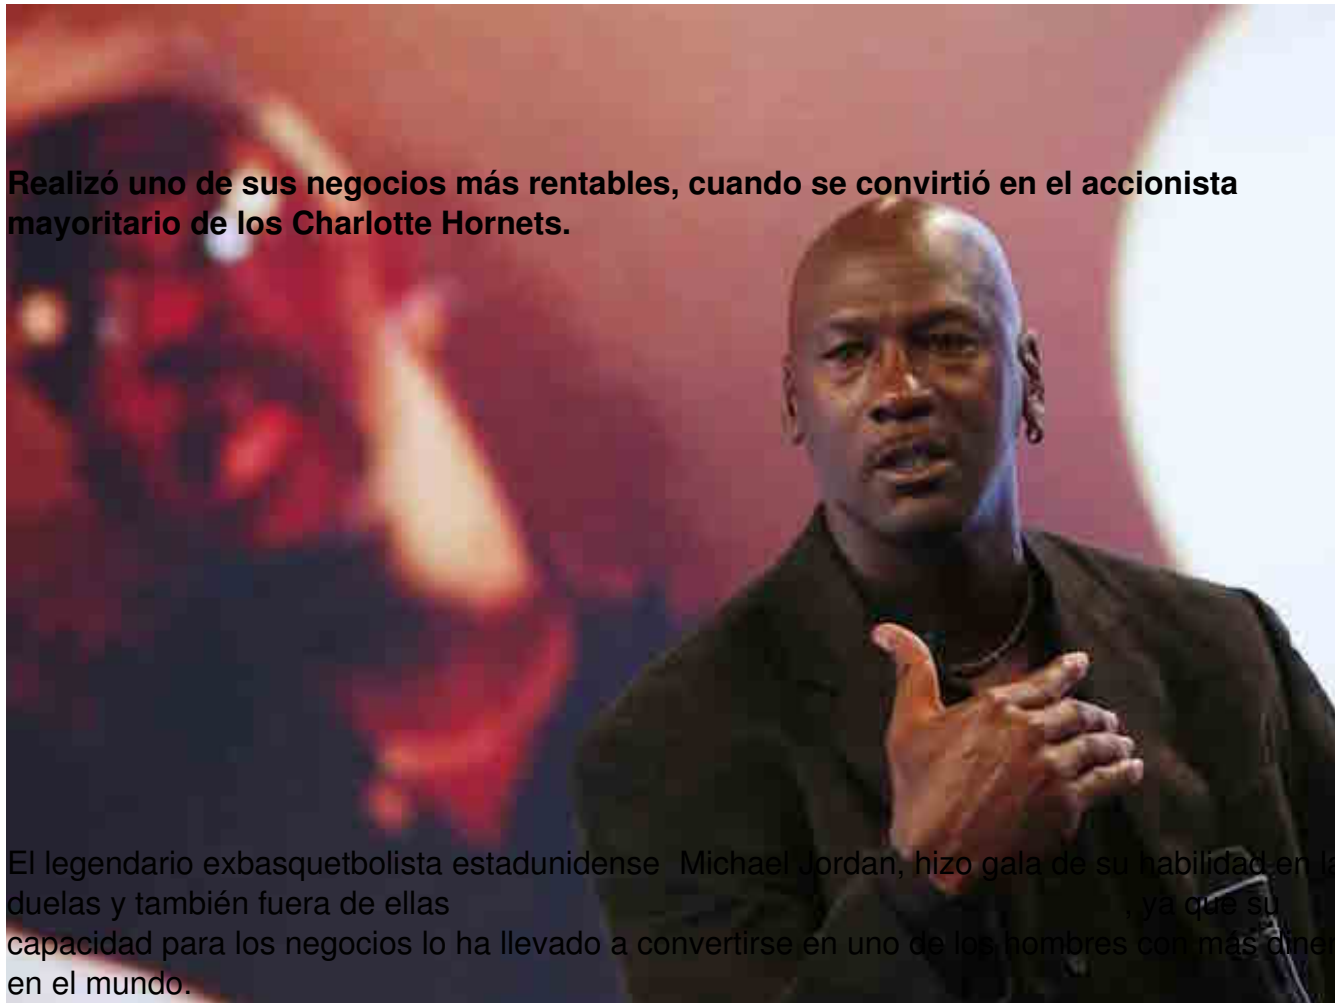 Realizó uno de sus negocios más rentables, cuando se convirtió en el accionista
mayoritario de los Charlotte Hornets.
El legendario exbasquetbolista estadunidense Michael Jordan, hizo gala de su habilidad en
duelas y también fuera de ellas , ya que su
capacidad para los negocios lo ha llevado a convertirse en uno de los hombres con más
en el mundo.